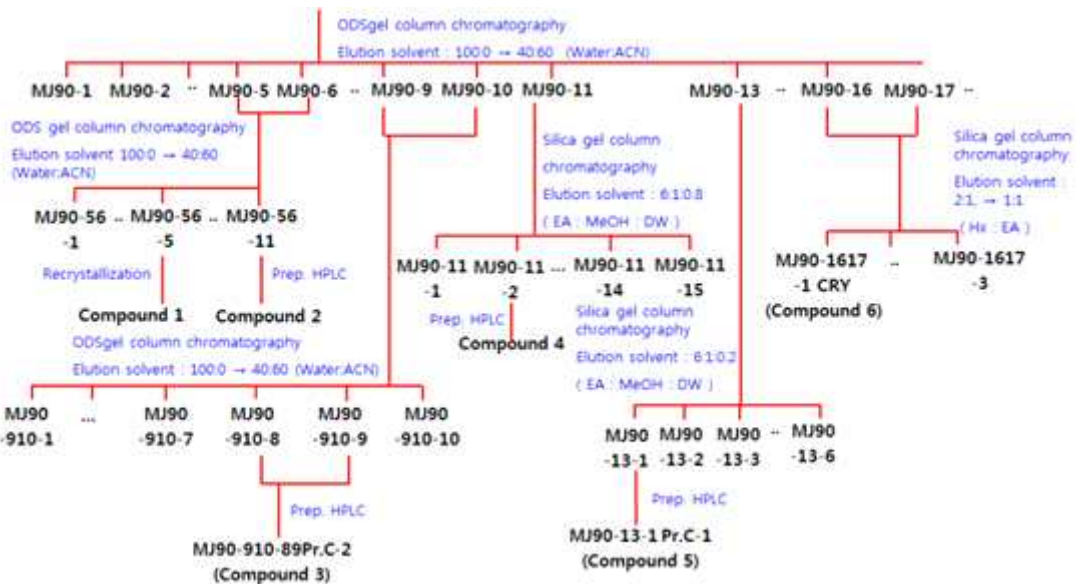 ODSgel column chromatography
Elution solvent : 100:0 → 40:60 (Water:ACN)
MJ90-1 MJ90-2 .. MJ90-5 MJ90-6 .. MJ90-9 MJ90-10 MJ90-11 MJ90-13 .. MJ90-16 MJ90-17 ..
ODS gel column chromatography
Elution solvent 100:0 → 40:60
(Water:ACN)
Silica gel column
chromatography
Elution solvent : 6:1:0.8
( EA : MeOH : DW )
Silica gel column
chromatography
Elution solvent :
2:1, → 1:1
( Hx : EA )
MJ90-56 .. MJ90-56 MJ90-56
-1 -5 -11
Recrystallization
Prep. HPLC
Compound 1 Compound 2
MJ90-11 MJ90-11 ... MJ90-11 MJ90-11
-1 -2 -14 -15
Prep. HPLC
Compound 4
MJ90-1617 .. MJ90-1617
-1 CRY -3
(Compound 6)
Silica gel column
chromatography
Elution solvent : 6:1:0.2
( EA : MeOH : DW )
ODSgel column chromatography
Elution solvent : 100:0 → 40:60 (Water:ACN)
MJ90 ... MJ90 MJ90 MJ90 MJ90
-910-1 -910-7 -910-8 -910-9 -910-10
MJ90 MJ90 MJ90 .. MJ90
-13-1 -13-2 -13-3 -13-6
Prep. HPLC
MJ90-910-89Pr.C-2
(Compound 3)
Prep. HPLC
MJ90-13-1 Pr.C-1
(Compound 5)